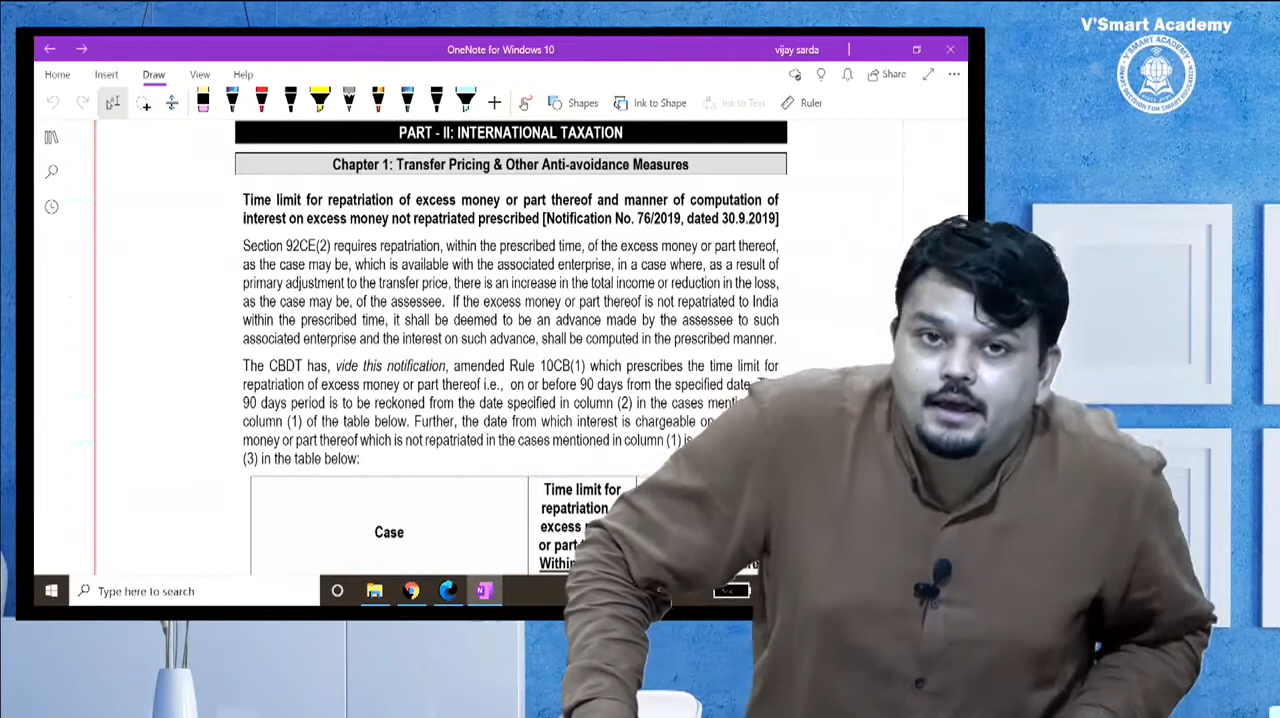 V'Smart Academy
OneNote for Windows 10
vijay sarda
Home Insert Draw View Help
Share
Shapes Ink to Shape Ink to Text Ruler
PART - II: INTERNATIONAL TAXATION
Chapter 1: Transfer Pricing & Other Anti-avoidance Measures
Time limit for repatriation of excess money or part thereof and manner of computation of
interest on excess money not repatriated prescribed [Notification No. 76/2019, dated 30.9.2019]
Section 92CE(2) requires repatriation, within the prescribed time, of the excess money or part thereof,
as the case may be, which is available with the associated enterprise, in a case where, as a result of
primary adjustment to the transfer price, there is an increase in the total income or reduction in the loss,
as the case may be, of the assessee. If the excess money or part thereof is not repatriated to India
within the prescribed time, it shall be deemed to be an advance made by the assessee to such
associated enterprise and the interest on such advance, shall be computed in the prescribed manner.
The CBDT has, vide this notification, amended Rule 10CB(1) which prescribes the time limit for
repatriation of excess money or part thereof i.e., on or before 90 days from the specified date.
90 days period is to be reckoned from the date specified in column (2) in the cases
column (1) of the table below. Further, the date from which interest is chargeable
money or part thereof which is not repatriated in the cases mentioned in column (1) is
(3) in the table below:
Case
Time limit for
repatriation
excess
or part
Within
Type here to search